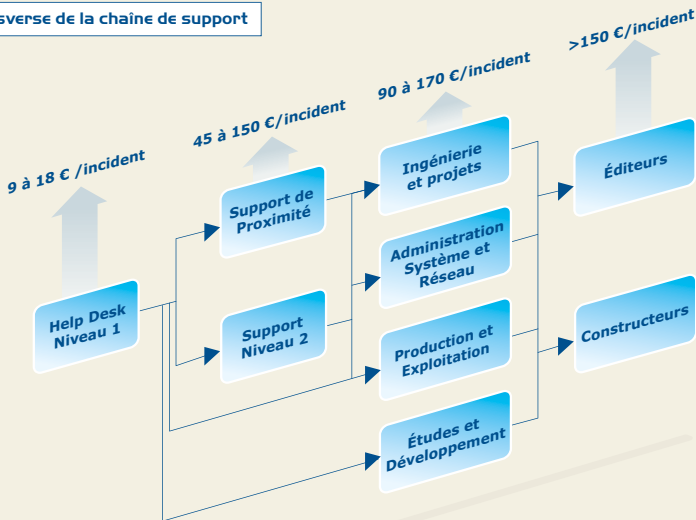 de la chaîne de support
9 à 18 € /incident
45 à 150 €/incident
90 à 170 €/incident
>150 €/incident
Help Desk
Niveau 1
Support de
Proximité
Support
Niveau 2
Ingénierie
et projets
Administration
Système et
Réseau
Production et
Exploitation
Études et
Développement
Éditeurs
Constructeurs